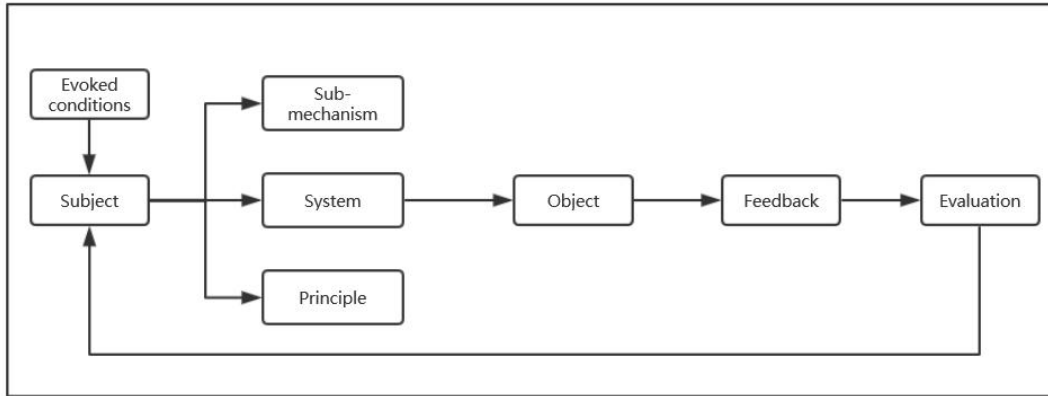 Evoked
conditions
Sub-
mechanism
Subject
System
Object
Feedback
Evaluation
Principle